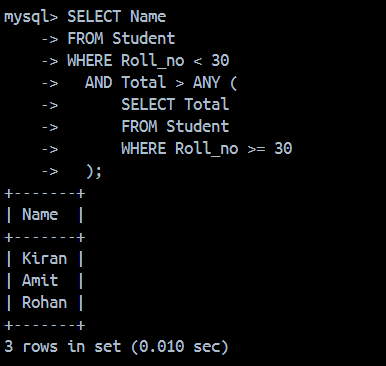 mysql> SELECT Name
    -> FROM Student
    -> WHERE Roll_no < 30
    ->   AND Total > ANY (
    ->       SELECT Total
    ->       FROM Student
    ->       WHERE Roll_no >= 30
    ->   );
+-------+
| Name  |
+-------+
| Kiran |
| Amit  |
| Rohan |
+-------+
3 rows in set (0.010 sec)